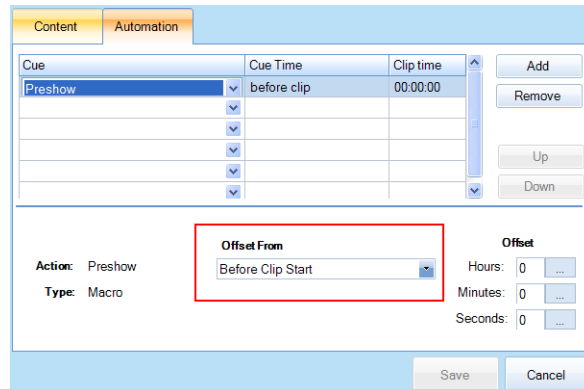 Content Automation
Cue Cue Time Clip time
Preshow before clip 00:00:00
Add
Remove
Up
Down
Offset From
Before Clip Start
Action: Preshow
Type: Macro
Offset
Hours: 0 ...
Minutes: 0 ...
Seconds: 0 ...
Save Cancel